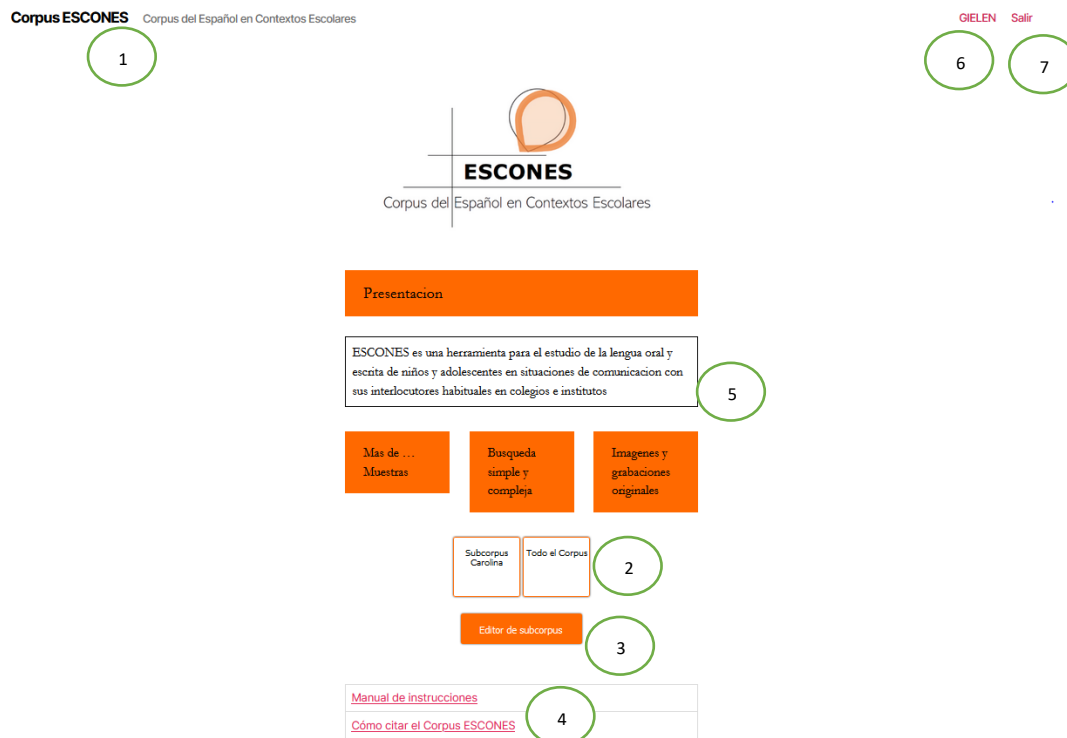 Corpus ESCONES Corpus del Español en Contextos Escolares
GIELEN Salir
1
6
7
ESCONES
Corpus del Español en Contextos Escolares
Presentacion
ESCONES es una herramienta para el estudio de la lengua oral y
escrita de niños y adolescentes en situaciones de comunicacion con
sus interlocutores habituales en colegios e institutos
5
Mas de …
Muestras
Busqueda
simple y
compleja
Imagenes y
grabaciones
originales
Subcorpus
Carolina
Todo el Corpus
2
Editor de subcorpus
3
Manual de instrucciones
Cómo citar el Corpus ESCONES
4